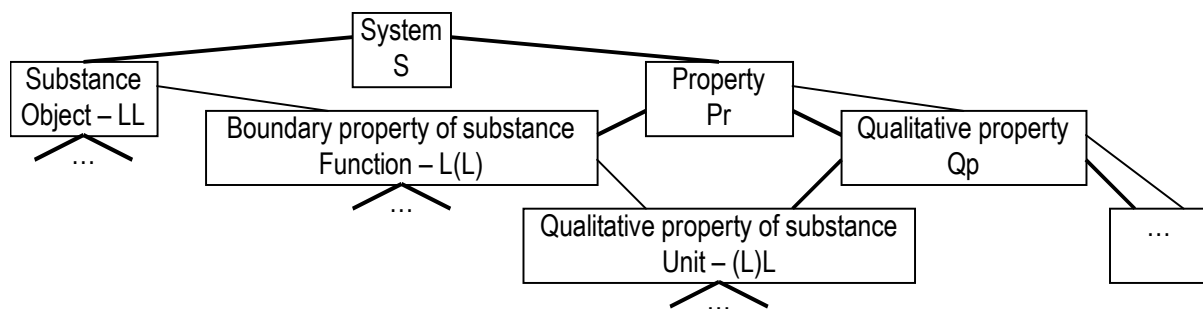 System
S
Substance
Object – LL
…
Property
Pr
Boundary property of substance
Function – L(L)
…
Qualitative property
Qp
…
Qualitative property of substance
Unit – (L)L
…